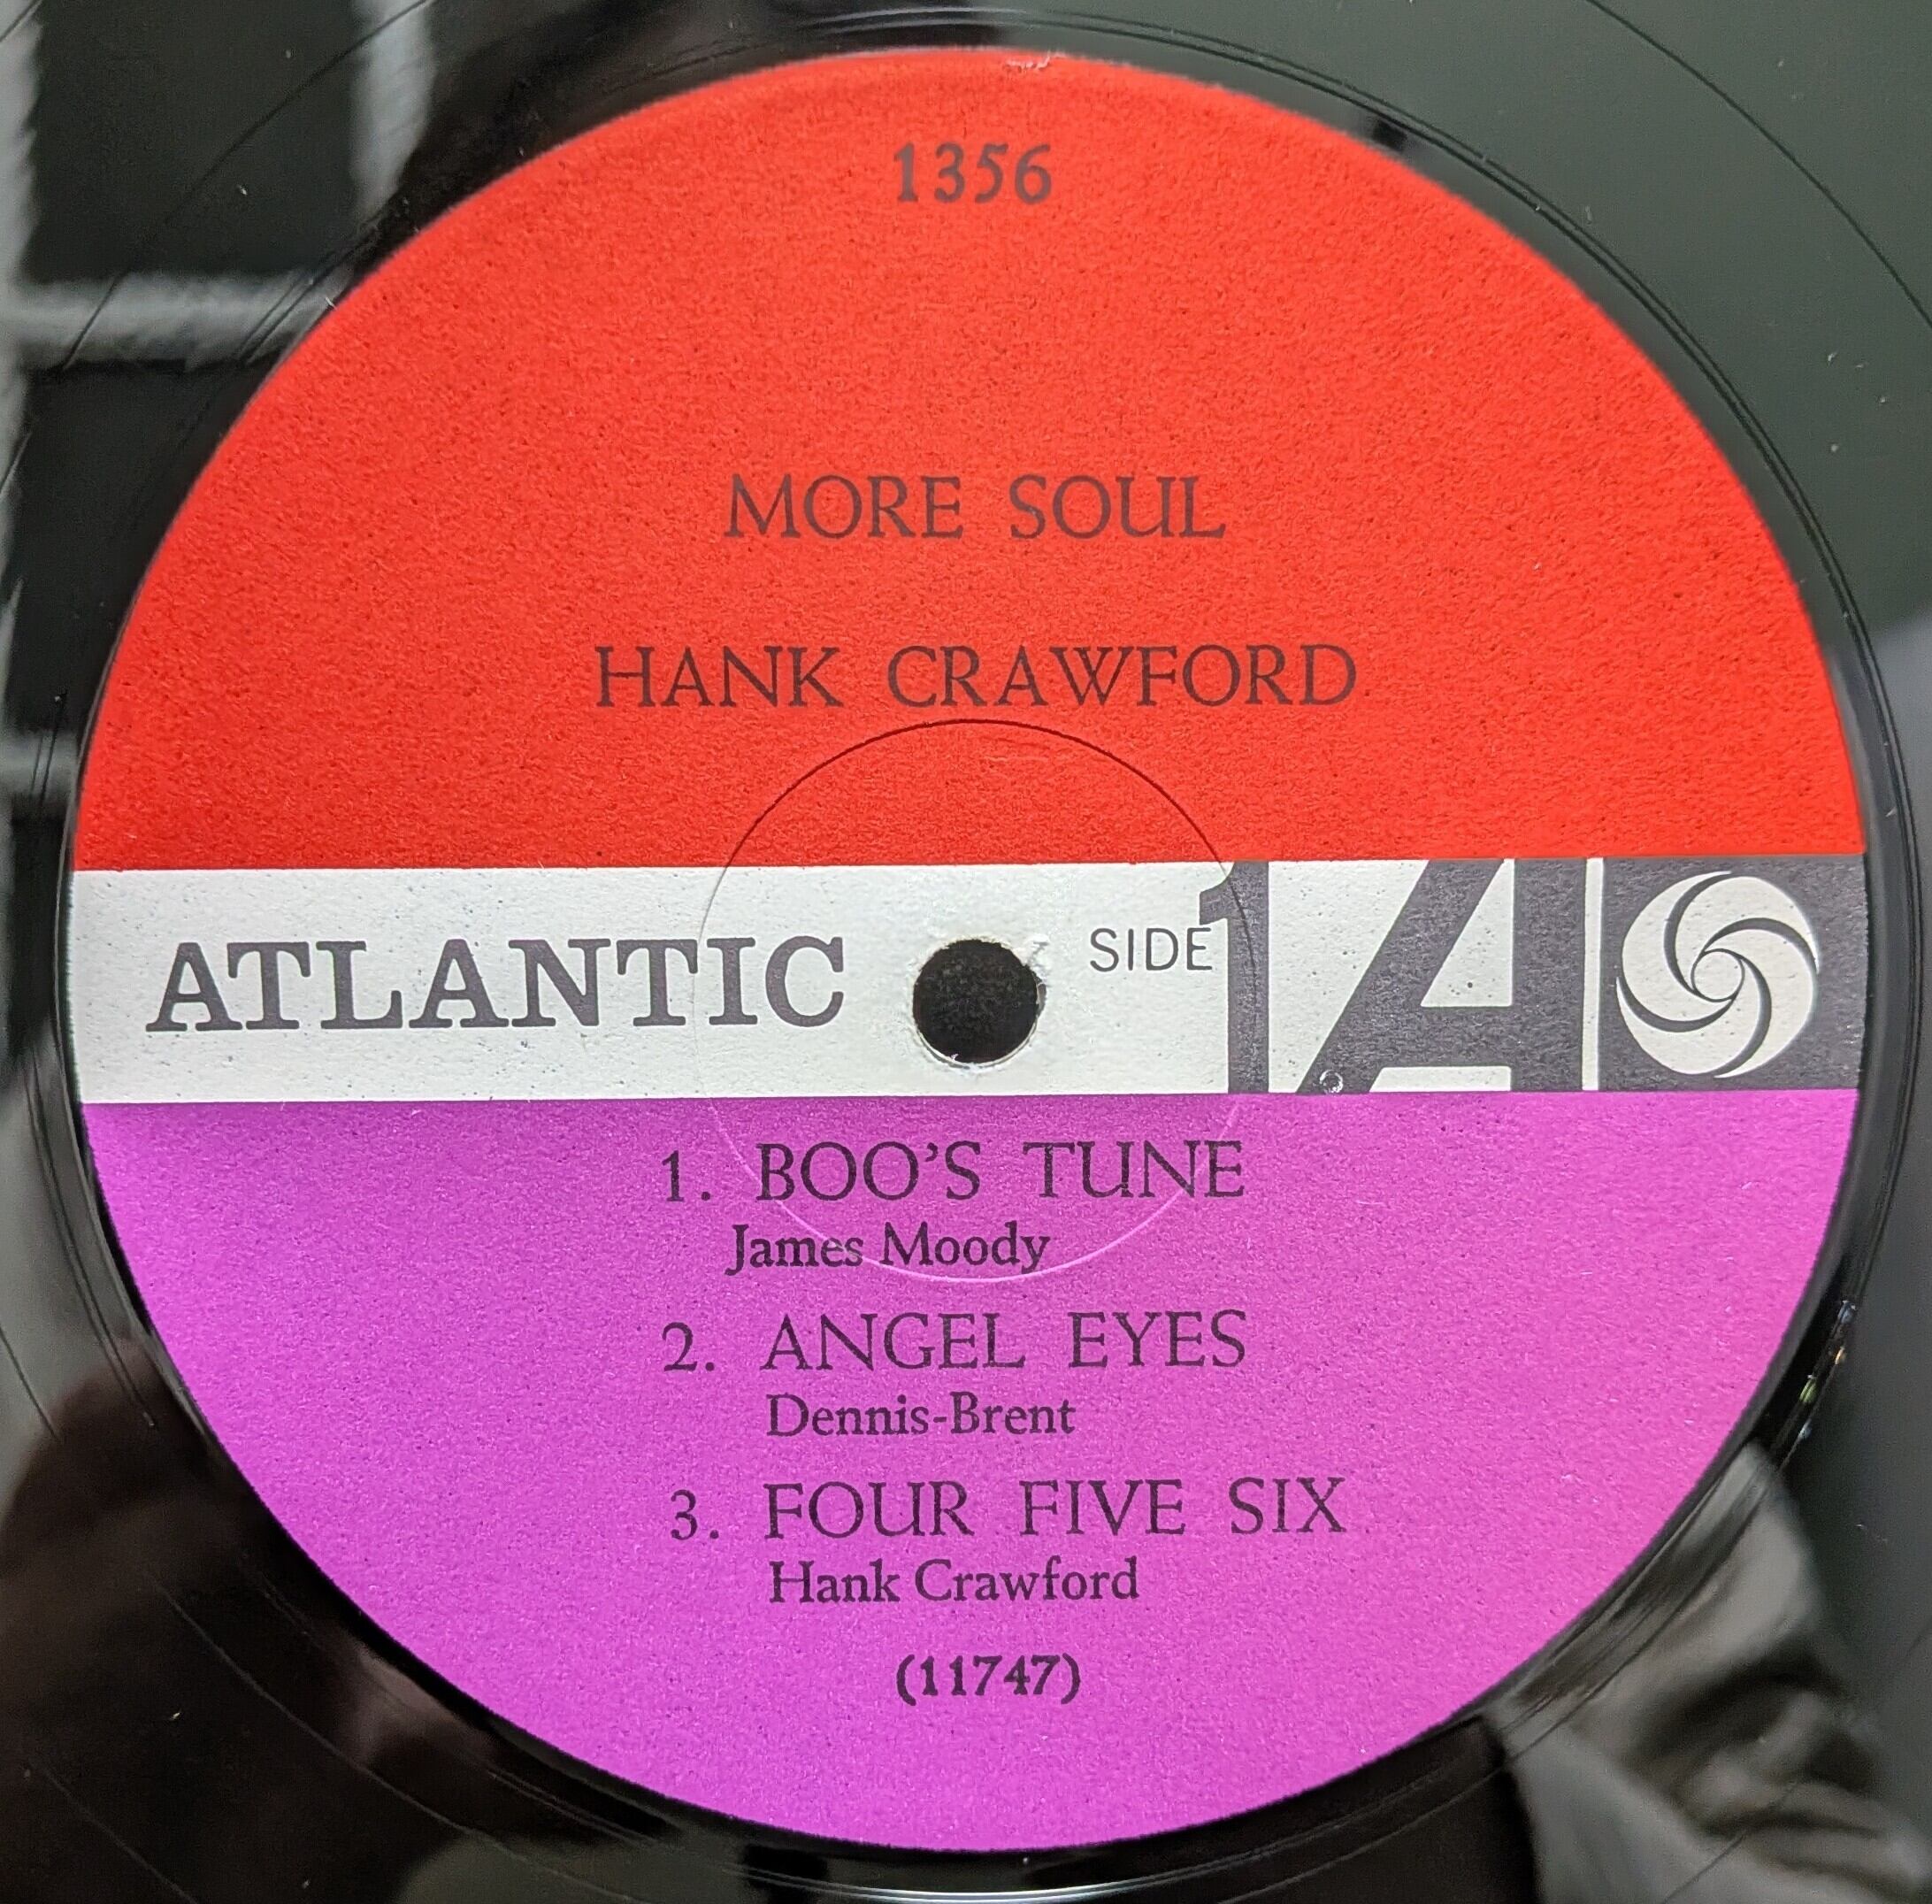 1356
MORE SOUL
HANK CRAWFORD
ATLANTIC SIDE 1 A
1. BOO'S TUNE
James Moody
2. ANGEL EYES
Dennis-Brent
3. FOUR FIVE SIX
Hank Crawford
(11747)